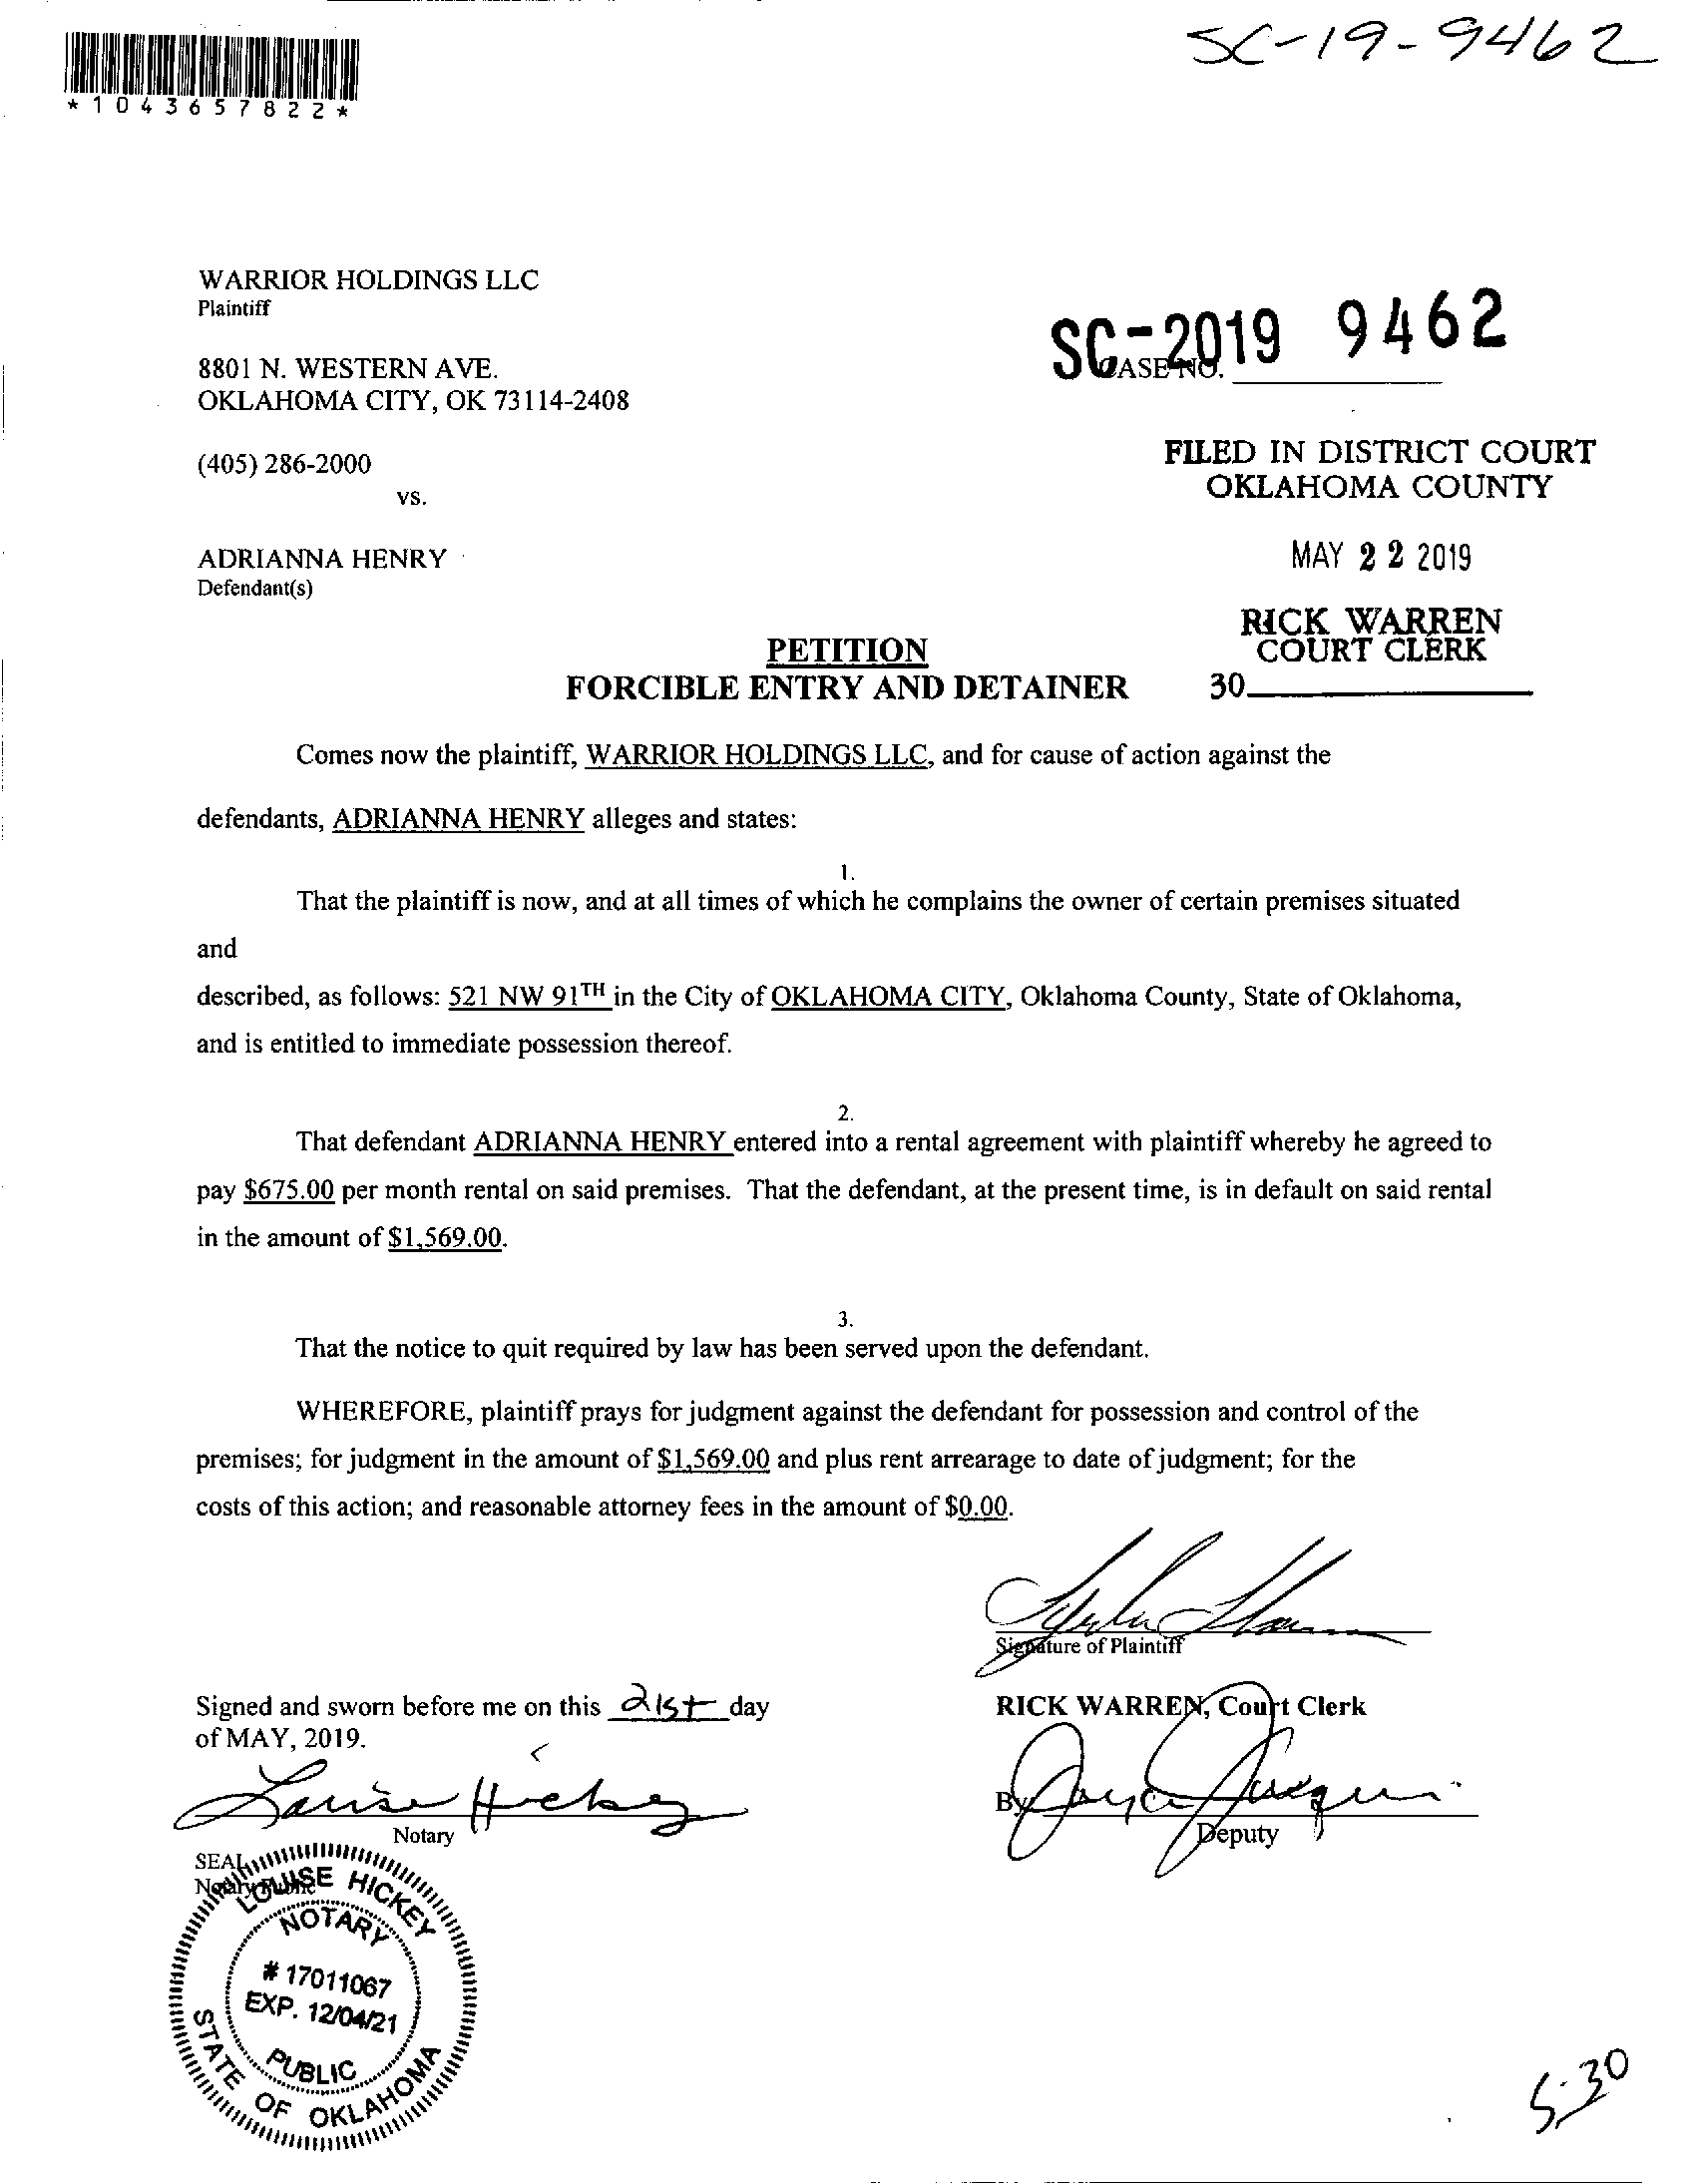 SC-19-9462
*1043657822*
WARRIOR HOLDINGS LLC
Plaintiff
8801 N. WESTERN AVE.
OKLAHOMA CITY, OK 73114-2408
(405) 286-2000
vs.
ADRIANNA HENRY
Defendant(s)
SC-2019 9462
CASE NO.
FILED IN DISTRICT COURT
OKLAHOMA COUNTY
MAY 22 2019
RICK WARREN
COURT CLERK
30
PETITION
FORCIBLE ENTRY AND DETAINER
Comes now the plaintiff, WARRIOR HOLDINGS LLC, and for cause of action against the
defendants, ADRIANNA HENRY alleges and states:
1.
That the plaintiff is now, and at all times of which he complains the owner of certain premises situated
and
described, as follows: 521 NW 91TH in the City of OKLAHOMA CITY, Oklahoma County, State of Oklahoma,
and is entitled to immediate possession thereof.
2.
That defendant ADRIANNA HENRY entered into a rental agreement with plaintiff whereby he agreed to
pay $675.00 per month rental on said premises. That the defendant, at the present time, is in default on said rental
in the amount of $1,569.00.
3.
That the notice to quit required by law has been served upon the defendant.
WHEREFORE, plaintiff prays for judgment against the defendant for possession and control of the
premises; for judgment in the amount of $1,569.00 and plus rent arrearage to date of judgment; for the
costs of this action; and reasonable attorney fees in the amount of $0.00.
Signature of Plaintiff
Signed and sworn before me on this 21st day
of MAY, 2019.
Louise Hickey
Notary
SEAL
Notary Public
RICK WARREN, Court Clerk
By
Deputy
LOUISE HICKEY
NOTARY
# 17011067
EXP. 12/04/21
PUBLIC
STATE OF OKLAHOMA
5-30